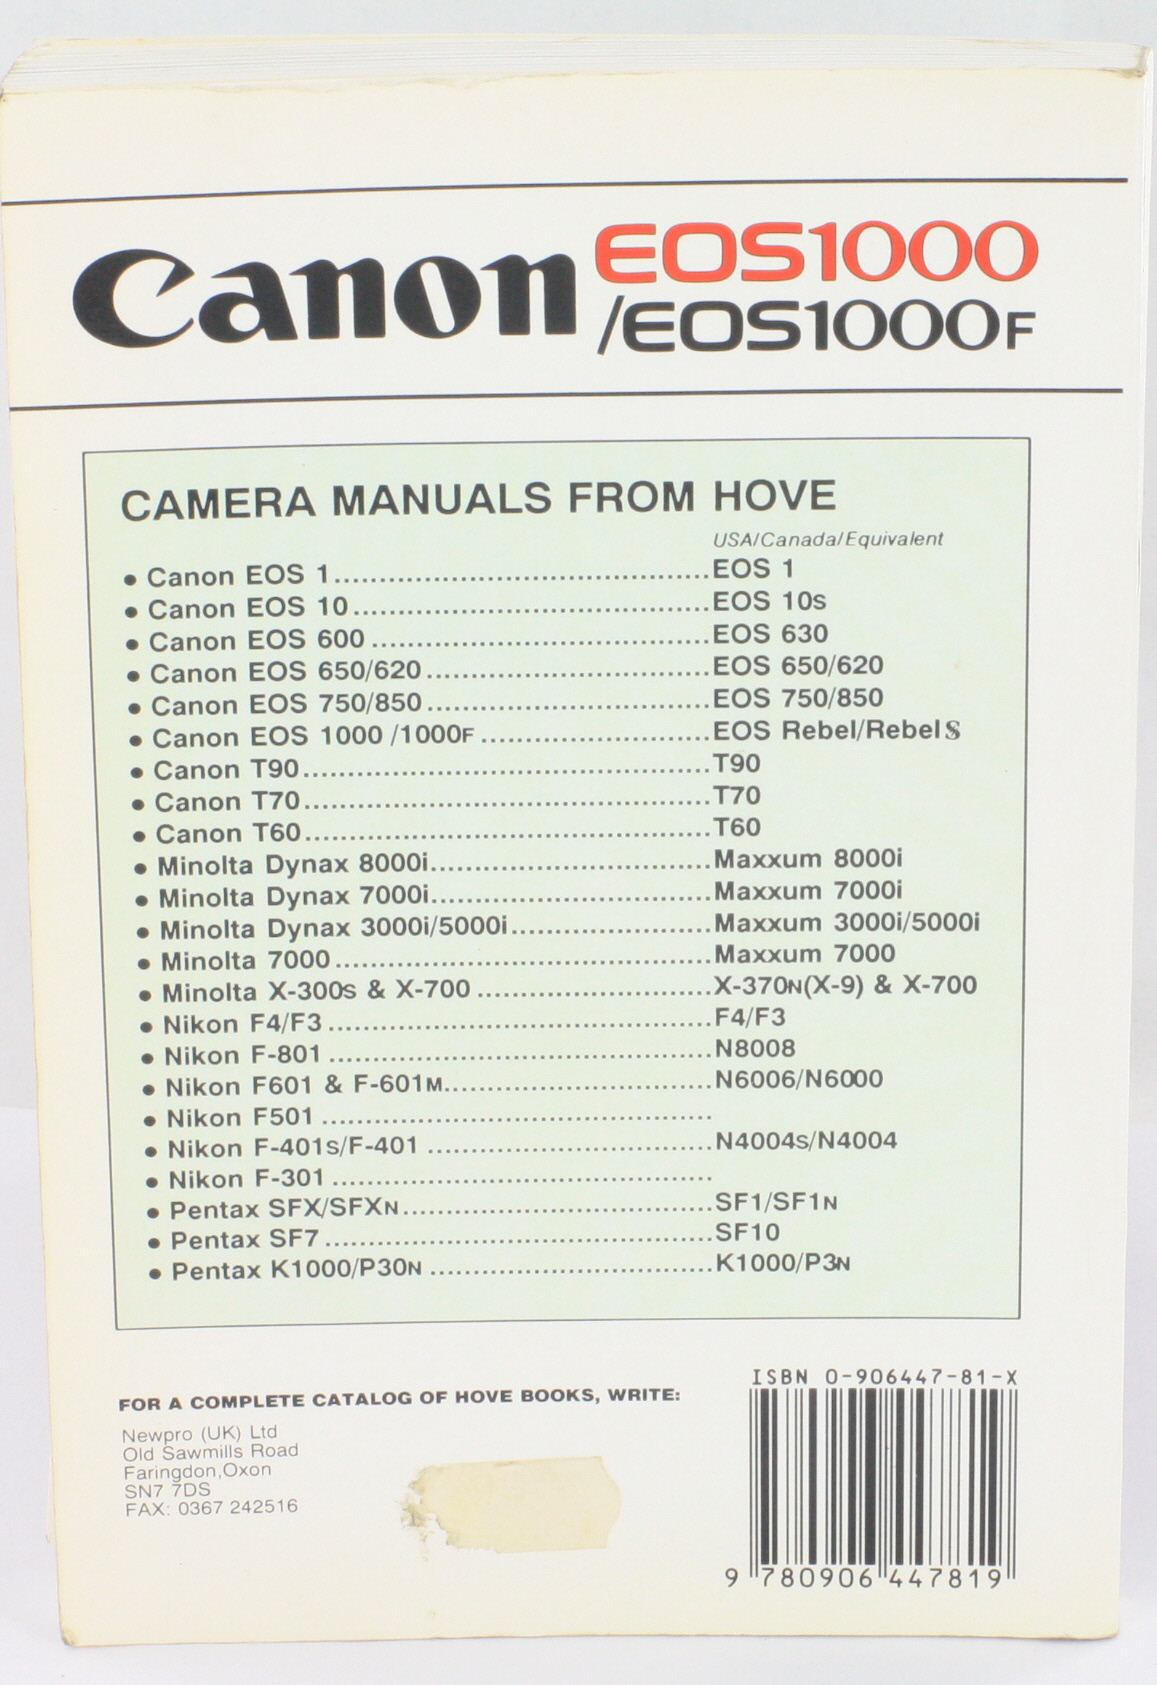 Canon EOS1000
/EOS1000F
CAMERA MANUALS FROM HOVE
USA/Canada/Equivalent
• Canon EOS 1..........................................EOS 1
• Canon EOS 10.......................................EOS 10s
• Canon EOS 600.....................................EOS 630
• Canon EOS 650/620...............................EOS 650/620
• Canon EOS 750/850...............................EOS 750/850
• Canon EOS 1000 /1000F.........................EOS Rebel/Rebel S
• Canon T90.............................................T90
• Canon T70.............................................T70
• Canon T60.............................................T60
• Minolta Dynax 8000i...............................Maxxum 8000i
• Minolta Dynax 7000i...............................Maxxum 7000i
• Minolta Dynax 3000i/5000i......................Maxxum 3000i/5000i
• Minolta 7000..........................................Maxxum 7000
• Minolta X-300s & X-700..........................X-370N(X-9) & X-700
• Nikon F4/F3..........................................F4/F3
• Nikon F-801..........................................N8008
• Nikon F601 & F-601M.............................N6006/N6000
• Nikon F501...........................................
• Nikon F-401s/F-401...............................N4004s/N4004
• Nikon F-301..........................................
• Pentax SFX/SFXN..................................SF1/SF1N
• Pentax SF7...........................................SF10
• Pentax K1000/P30N...............................K1000/P3N
FOR A COMPLETE CATALOG OF HOVE BOOKS, WRITE:
Newpro (UK) Ltd
Old Sawmills Road
Faringdon,Oxon
SN7 7DS
FAX: 0367 242516
ISBN 0-906447-81-X
9 780906 447819